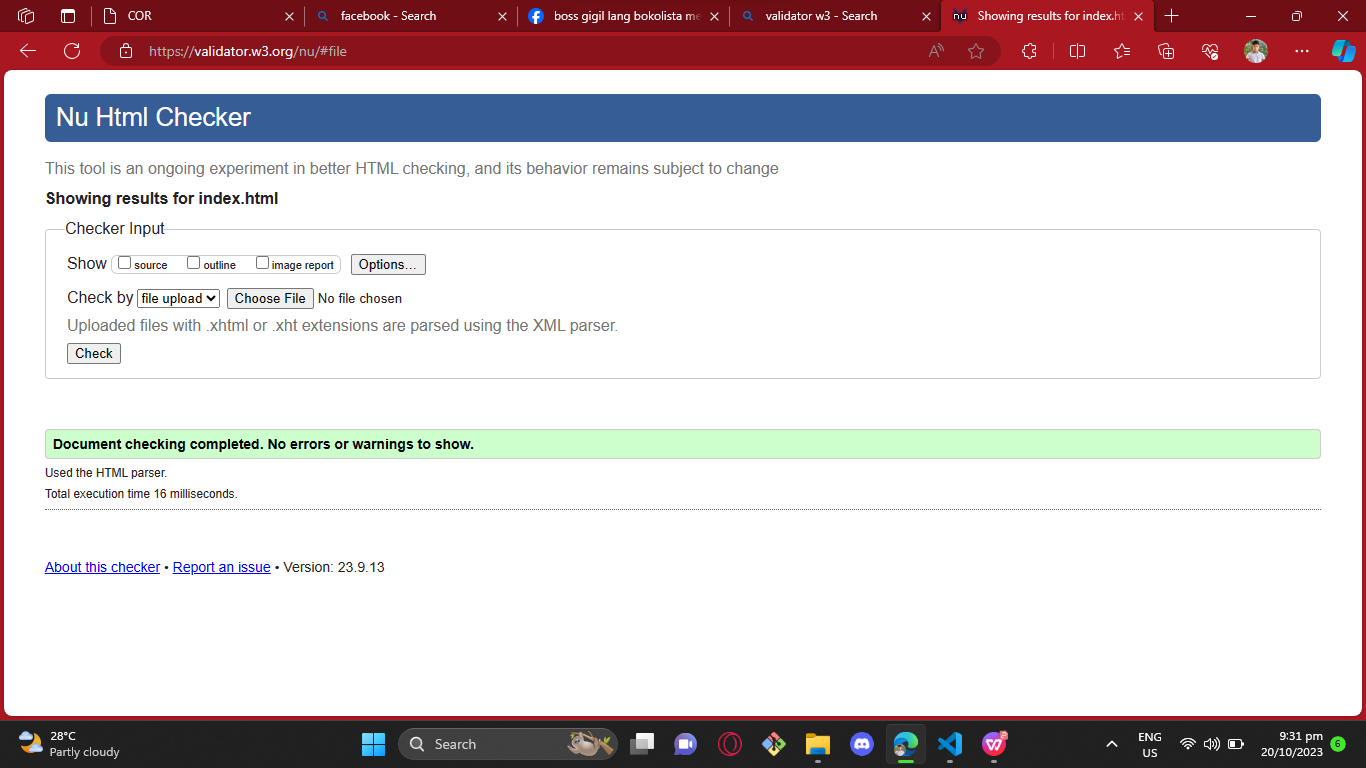 COR
facebook - Search
boss gigil lang bokolista me
validator w3 - Search
nu Showing results for index.ht
https://validator.w3.org/nu/#file
Nu Html Checker
This tool is an ongoing experiment in better HTML checking, and its behavior remains subject to change
Showing results for index.html
Checker Input
Show source outline image report Options...
Check by file upload Choose File No file chosen
Uploaded files with .xhtml or .xht extensions are parsed using the XML parser.
Check
Document checking completed. No errors or warnings to show.
Used the HTML parser.
Total execution time 16 milliseconds.
About this checker • Report an issue • Version: 23.9.13
28°C
Partly cloudy
Search
ENG
US
9:31 pm
20/10/2023
6